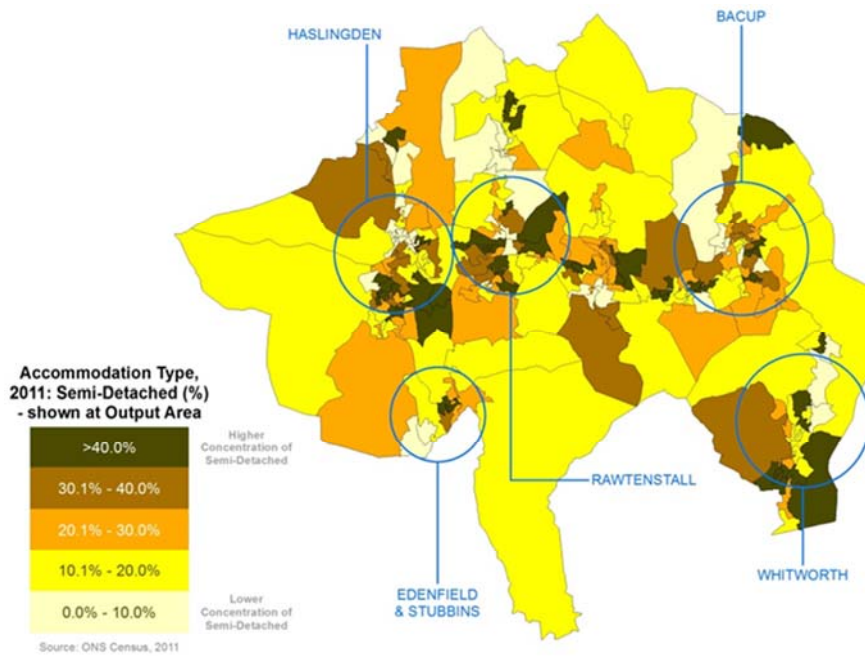 BACUP
HASLINGDEN
Accommodation Type,
2011: Semi-Detached (%)
- shown at Output Area
>40.0%
Higher
Concentration of
Semi-Detached
30.1% - 40.0%
20.1% - 30.0%
10.1% - 20.0%
0.0% - 10.0%
Lower
Concentration of
Semi-Detached
Source: ONS Census, 2011
RAWTENSTALL
EDENFIELD
& STUBBINS
WHITWORTH